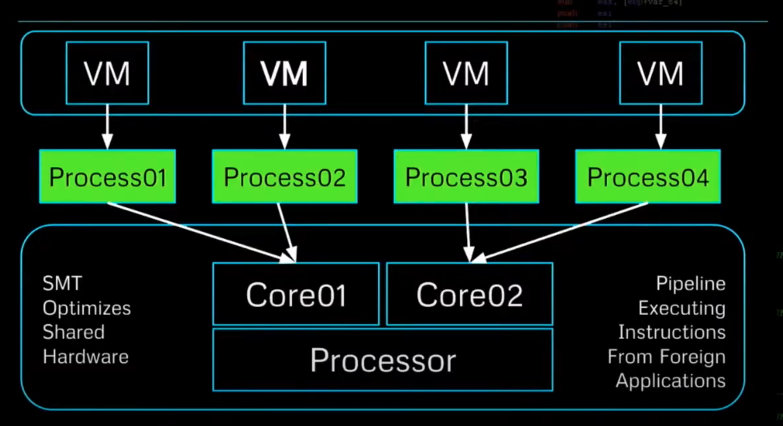 VM
VM
VM
VM
Process01
Process02
Process03
Process04
SMT
Optimizes
Shared
Hardware
Core01
Core02
Processor
Pipeline
Executing
Instructions
From Foreign
Applications